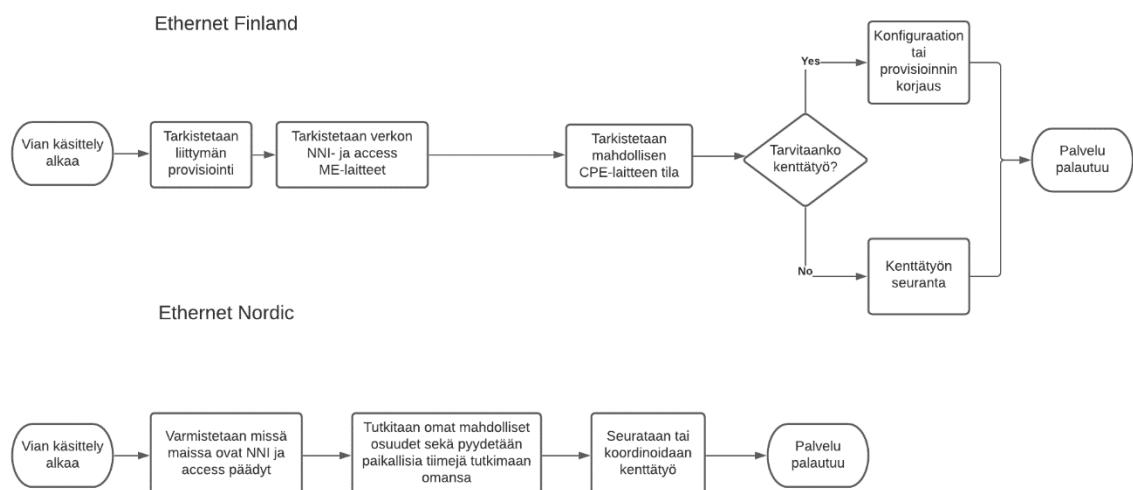 Ethernet Finland
Vian käsittely
alkaa
Tarkistetaan
liittymän
provisiointi
Tarkistetaan verkon
NNI- ja access
ME-laitteet
Tarkistetaan
mahdollisen
CPE-laitteen tila
Tarvitaanko
kenttätyö?
Yes
Konfiguraation
tai
provisioinnin
korjaus
No
Kenttätyön
seuranta
Palvelu
palautuu
Ethernet Nordic
Vian käsittely
alkaa
Varmistetaan missä
maissa ovat NNI ja
access päädyt
Tutkitaan omat mahdolliset
osuudet sekä pyydetään
paikallisia tiimejä tutkimaan
omansa
Seurataan tai
koordinoidaan
kenttätyö
Palvelu
palautuu